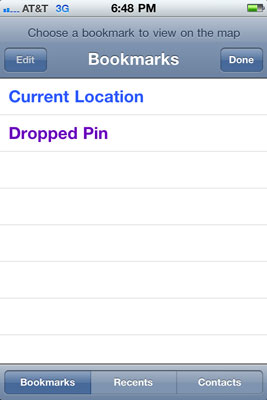 AT&T 3G 6:48 PM
Choose a bookmark to view on the map
Edit Bookmarks Done
Current Location
Dropped Pin
Bookmarks Recents Contacts